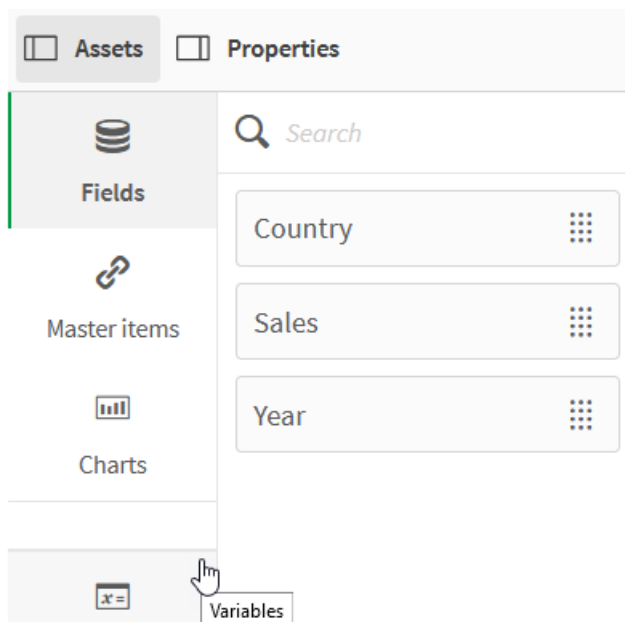 Assets Properties
Fields
Search
Country
Master items
Sales
Year
Charts
x=
Variables